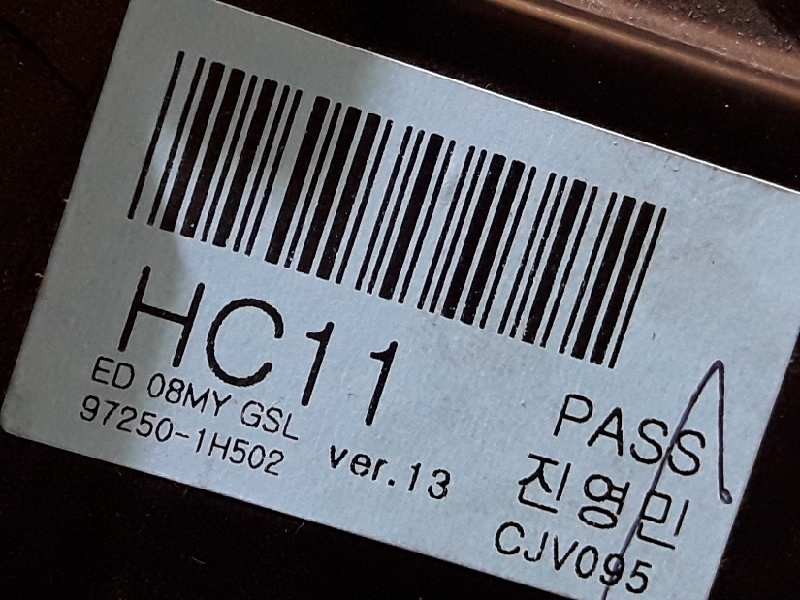 HC11
ED 08MY GSL
97250-1H502
ver.13
PASS
진영민
CJV095